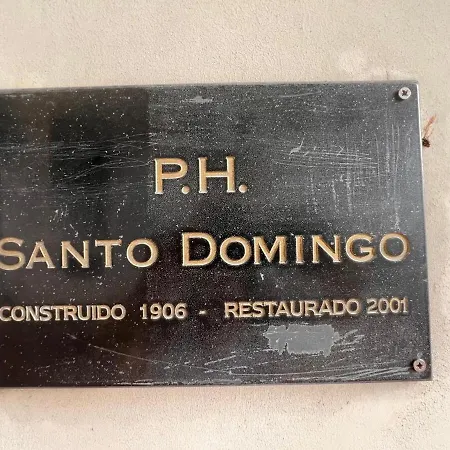 P.H.
SANTO DOMINGO
CONSTRUIDO 1906 - RESTAURADO 2001